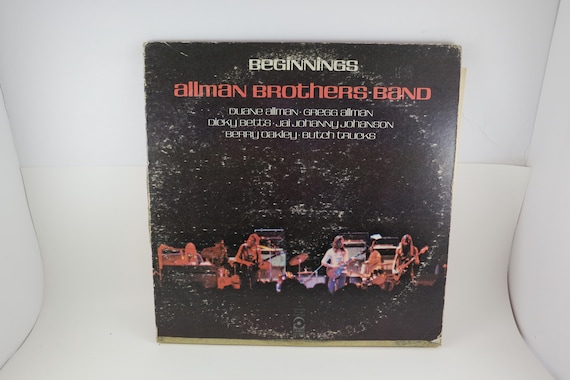 BEGINNINGS
ALLMAN BROTHERS·BAND
DUANE ALLMAN · GREGG ALLMAN
DICKY BETTS · JAI JOHANNY JOHANSON
BERRY OAKLEY · BUTCH TRUCKS